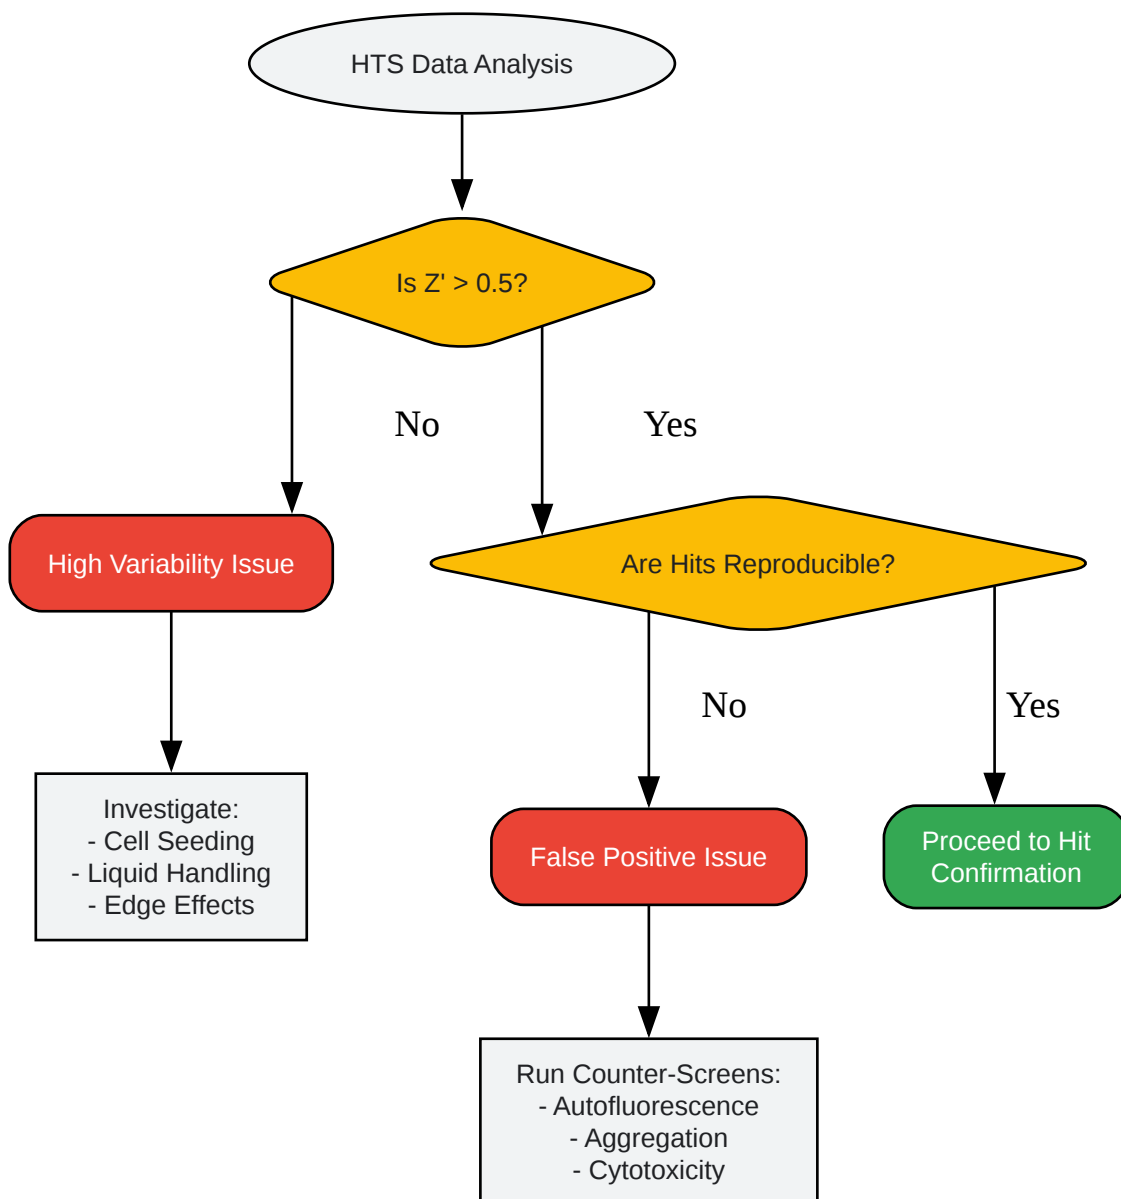 HTS Data Analysis
Is Z' > 0.5?
No
Yes
High Variability Issue
Are Hits Reproducible?
No
Yes
Investigate:
- Cell Seeding
- Liquid Handling
- Edge Effects
False Positive Issue
Proceed to Hit
Confirmation
Run Counter-Screens:
- Autofluorescence
- Aggregation
- Cytotoxicity